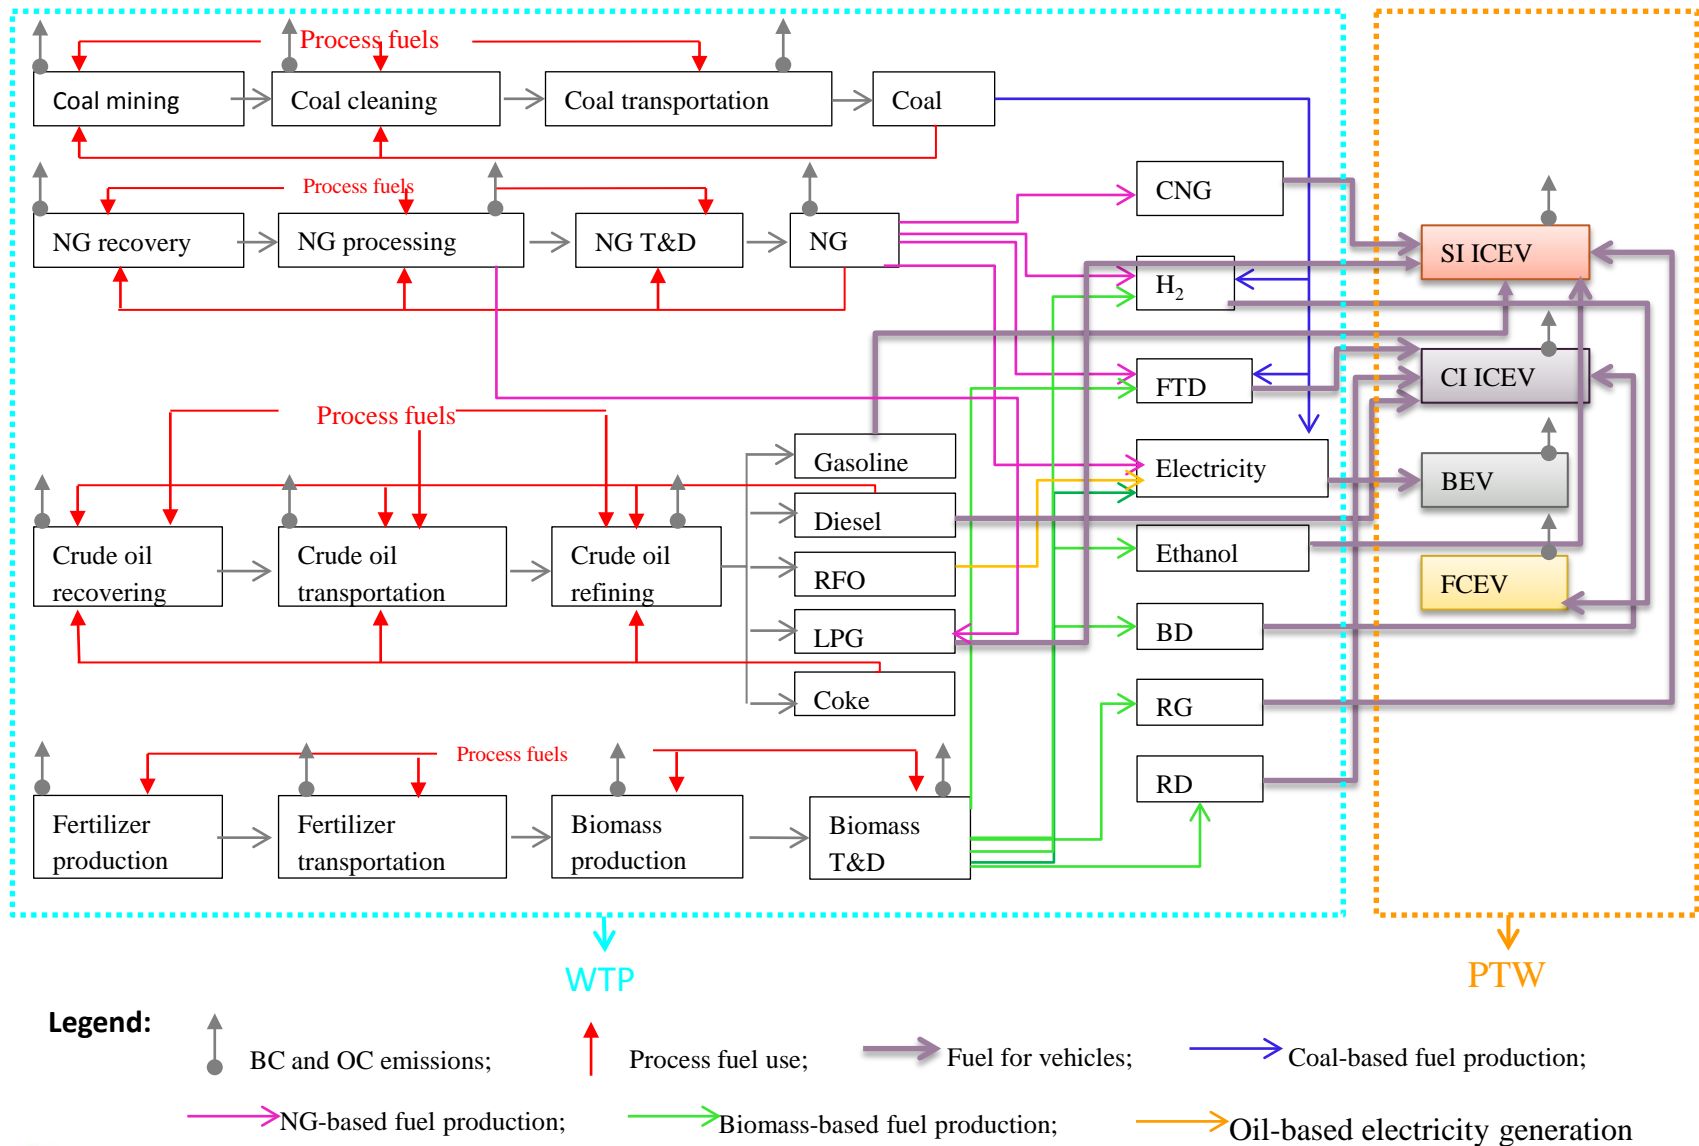 Process fuels
Coal mining
Coal cleaning
Coal transportation
Coal
Process fuels
NG recovery
NG processing
NG T&D
NG
CNG
H2
FTD
SI ICEV
CI ICEV
Process fuels
Gasoline
Electricity
BEV
Crude oil
recovering
Crude oil
transportation
Crude oil
refining
Diesel
RFO
LPG
Coke
Ethanol
BD
RG
RD
FCEV
Process fuels
Fertilizer
production
Fertilizer
transportation
Biomass
production
Biomass
T&D
WTP
PTW
Legend:
BC and OC emissions;
Process fuel use;
Fuel for vehicles;
Coal-based fuel production;
NG-based fuel production;
Biomass-based fuel production;
Oil-based electricity generation